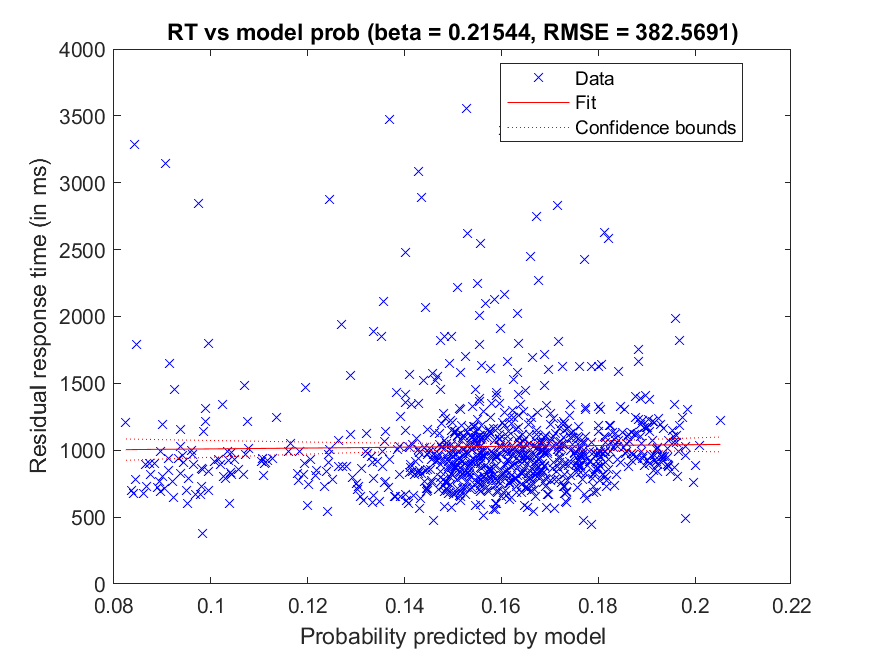 RT vs model prob (beta = 0.21544, RMSE = 382.5691)
Data
Fit
Confidence bounds
4000
3500
3000
2500
2000
1500
1000
500
0
Residual response time (in ms)
0.08
0.1
0.12
0.14
0.16
0.18
0.2
0.22
Probability predicted by model